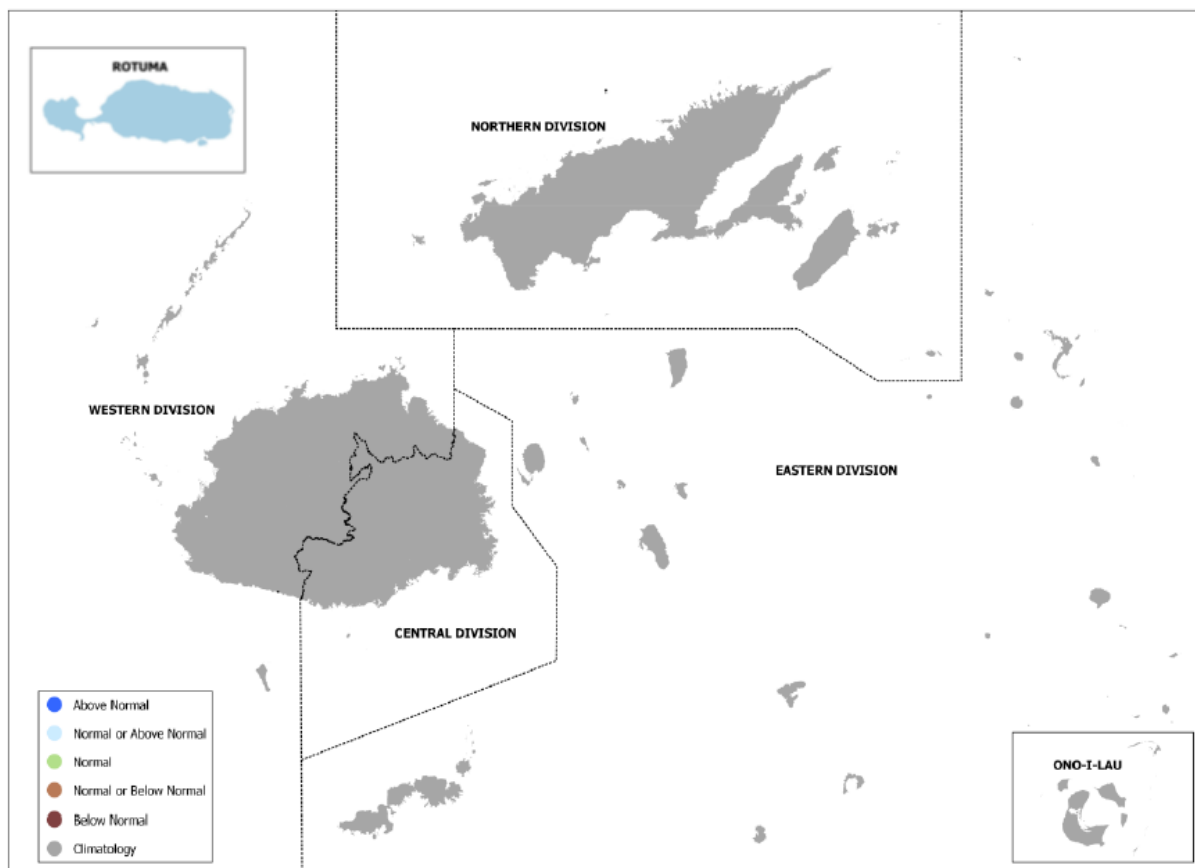 ROTUMA
NORTHERN DIVISION
WESTERN DIVISION
EASTERN DIVISION
CENTRAL DIVISION
Above Normal
Normal or Above Normal
Normal
Normal or Below Normal
Below Normal
Climatology
ONO-I-LAU